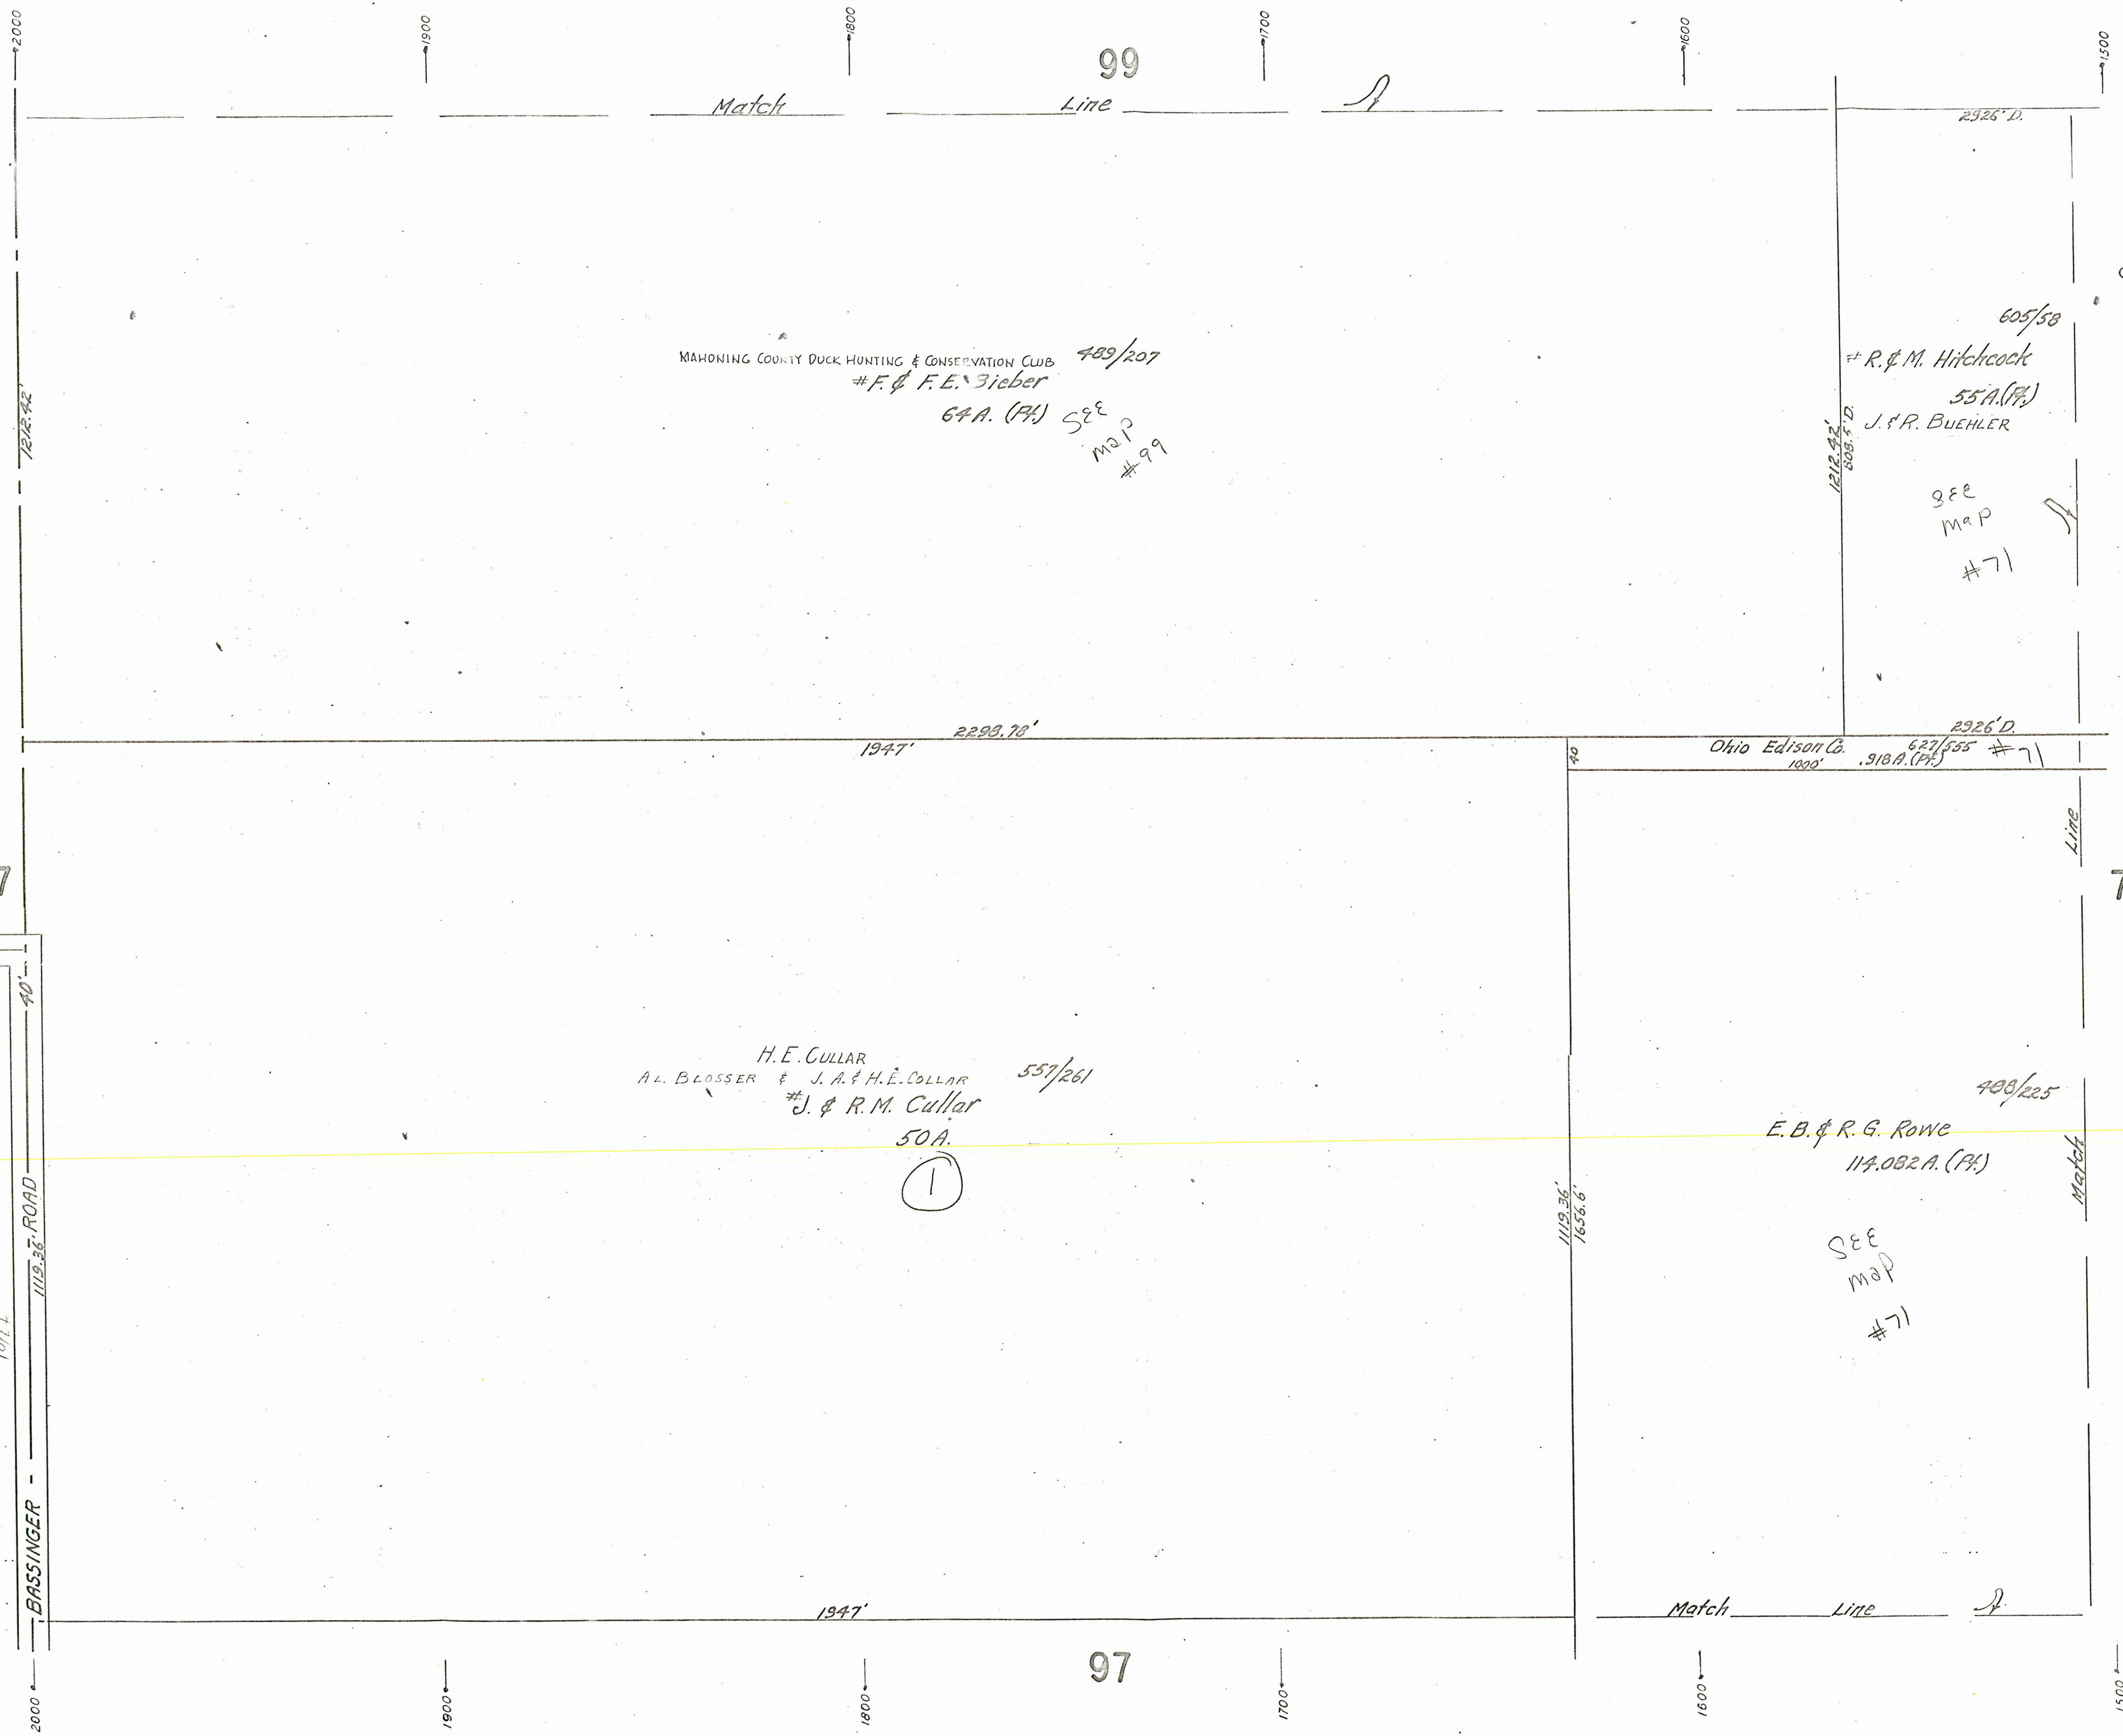 2000
1900
1800
1700
1600
1500
99
Match Line
2926' D.
605/58
MAHONING COUNTY DUCK HUNTING & CONSERVATION CLUB 489/207
#F. & F.E. Bieber
64A. (Pt.)
SEE
map
#99
# R. & M. Hitchcock
55A.(Pt.)
J. & R. BUEHLER
1212.42'
1212.42'
608.5' D.
SEE
map
#71
2298.78'
1947'
2926' D.
40
Ohio Edison Co. 627/555 #71
1000' .918A.(Pt.)
Line
7
7
40'
H.E. CULLAR
AL. BLOSSER & J.A. & H.E. COLLAR 557/261
#J. & R.M. Cullar
50A.
1
488/225
E.B. & R.G. Rowe
114.082A. (Pt.)
Match
1119.36'
1656.6'
ROAD
1119.36'
SEE
map
#71
BASSINGER
1947'
Match Line
97
2000
1900
1800
1700
1600
1500